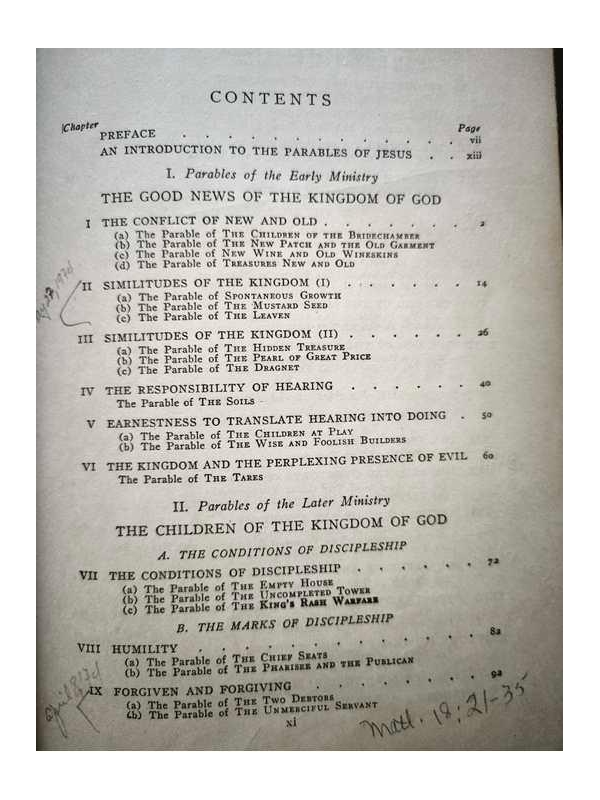 CONTENTS
Chapter Page
PREFACE . . . . . . . . . . . . . vii
AN INTRODUCTION TO THE PARABLES OF JESUS . . xiii
I. Parables of the Early Ministry
THE GOOD NEWS OF THE KINGDOM OF GOD
I THE CONFLICT OF NEW AND OLD . . . . . . . 2
(a) The Parable of THE CHILDREN OF THE BRIDECHAMBER
(b) The Parable of THE NEW PATCH AND THE OLD GARMENT
(c) The Parable of NEW WINE AND OLD WINESKINS
(d) The Parable of TREASURES NEW AND OLD
II SIMILITUDES OF THE KINGDOM (I) . . . . . . 14
(a) The Parable of SPONTANEOUS GROWTH
(b) The Parable of THE MUSTARD SEED
(c) The Parable of THE LEAVEN
III SIMILITUDES OF THE KINGDOM (II) . . . . . . 26
(a) The Parable of THE HIDDEN TREASURE
(b) The Parable of THE PEARL OF GREAT PRICE
(c) The Parable of THE DRAGNET
IV THE RESPONSIBILITY OF HEARING . . . . . . 40
The Parable of THE SOILS
V EARNESTNESS TO TRANSLATE HEARING INTO DOING . 50
(a) The Parable of THE CHILDREN AT PLAY
(b) The Parable of THE WISE AND FOOLISH BUILDERS
VI THE KINGDOM AND THE PERPLEXING PRESENCE OF EVIL 60
The Parable of THE TARES
II. Parables of the Later Ministry
THE CHILDREN OF THE KINGDOM OF GOD
A. THE CONDITIONS OF DISCIPLESHIP
VII THE CONDITIONS OF DISCIPLESHIP . . . . . . 72
(a) The Parable of THE EMPTY HOUSE
(b) The Parable of THE UNCOMPLETED TOWER
(c) The Parable of THE KING'S RASH WARFARE
B. THE MARKS OF DISCIPLESHIP
VIII HUMILITY . . . . . . . . . . . . 82
(a) The Parable of THE CHIEF SEATS
(b) The Parable of THE PHARISEE AND THE PUBLICAN
IX FORGIVEN AND FORGIVING . . . . . . . . 92
(a) The Parable of THE TWO DEBTORS
(b) The Parable of THE UNMERCIFUL SERVANT
Matt. 18:21-35
xi